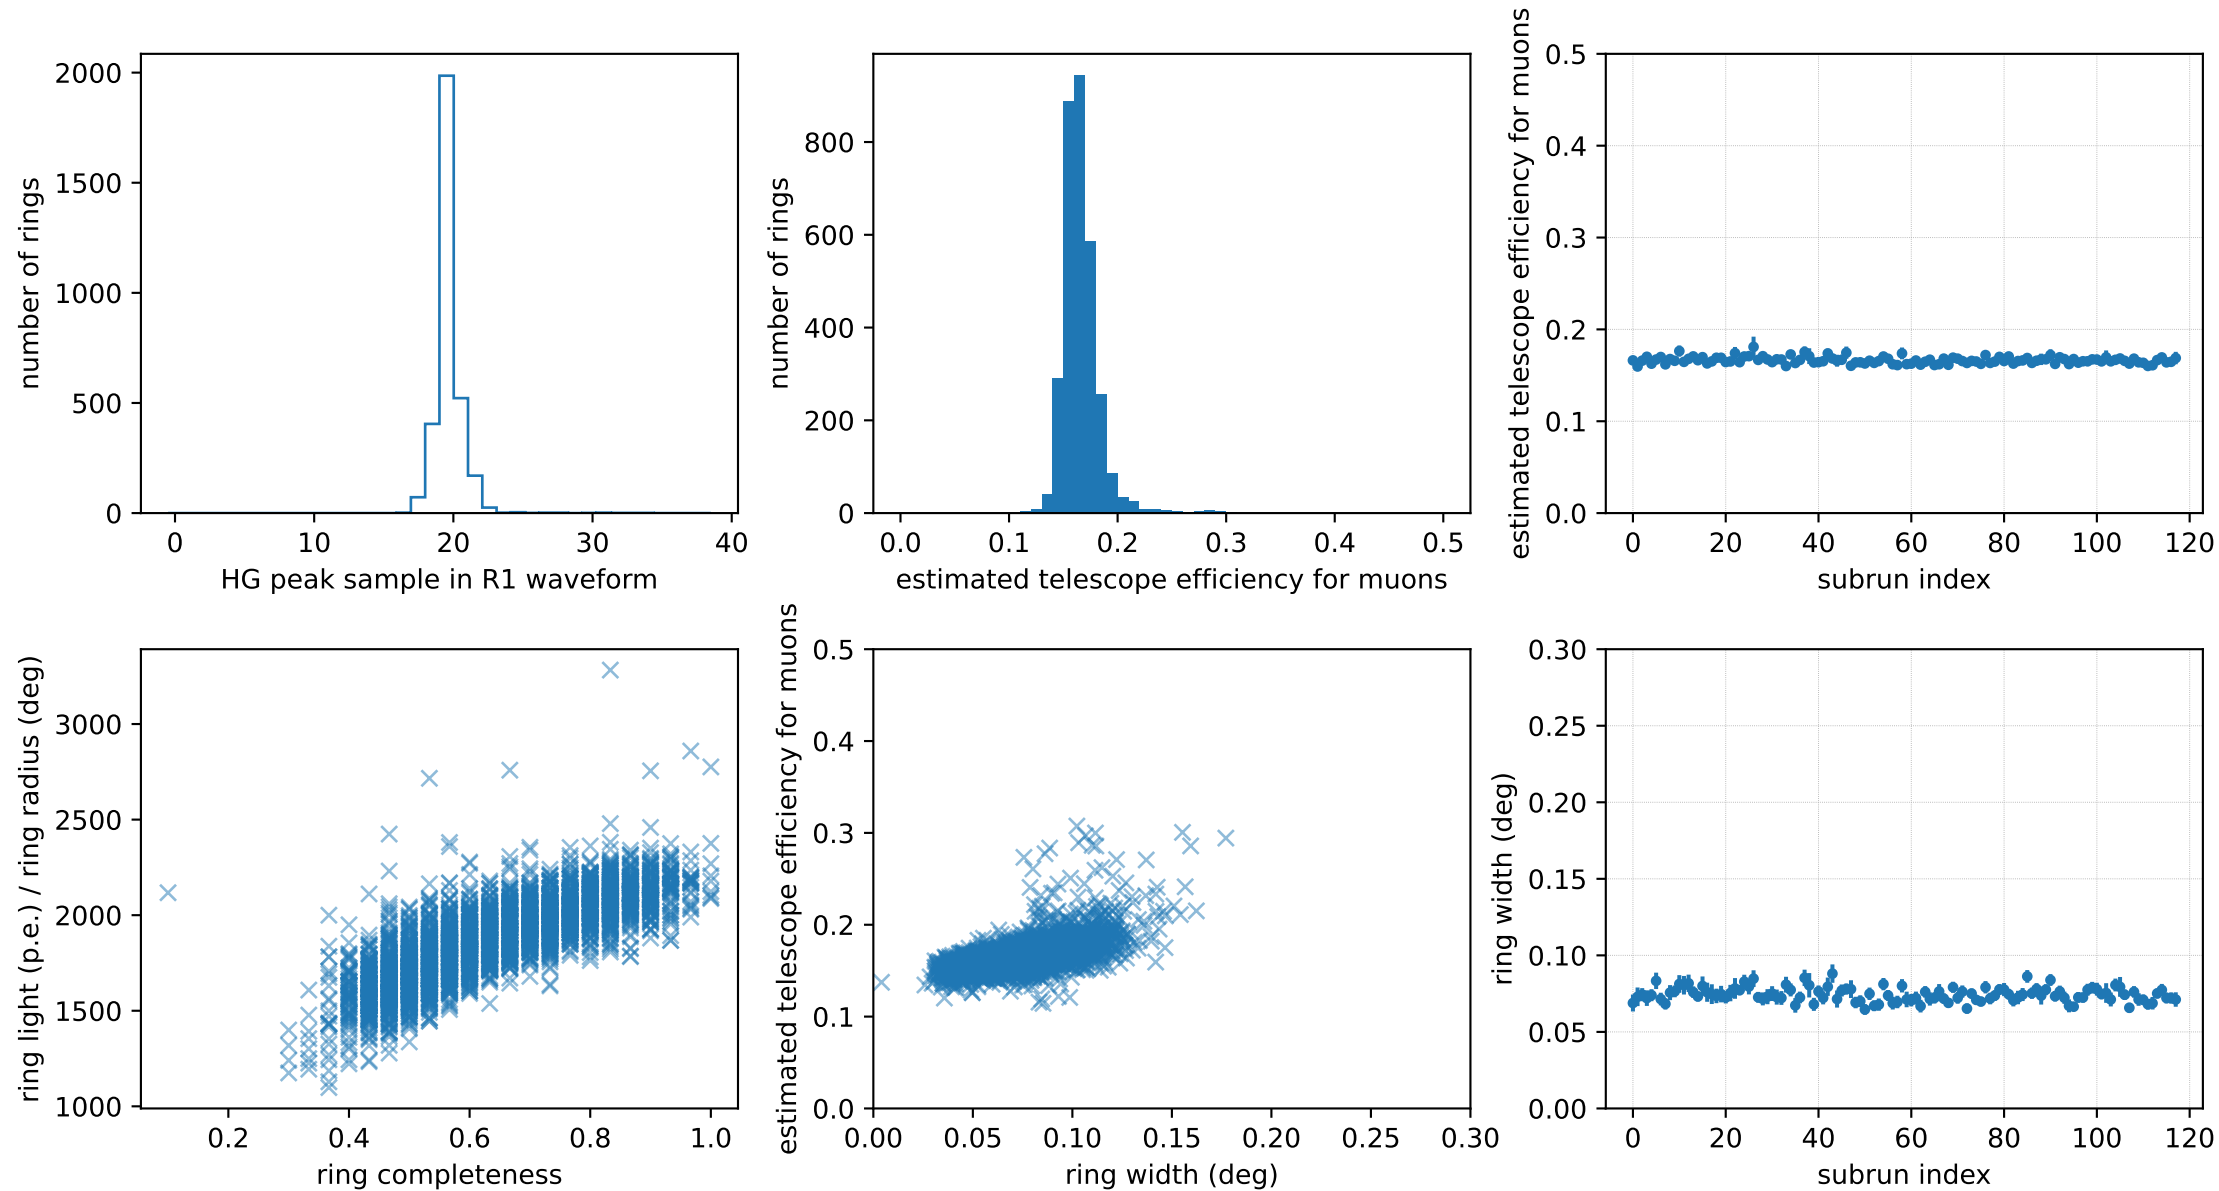 2000
1500
1000
500
0
number of rings
0 10 20 30 40
HG peak sample in R1 waveform
800
600
400
200
0
number of rings
0.0 0.1 0.2 0.3 0.4 0.5
estimated telescope efficiency for muons
0.5
0.4
0.3
0.2
0.1
0.0
estimated telescope efficiency for muons
0 20 40 60 80 100 120
subrun index
3000
2500
2000
1500
1000
ring light (p.e.) / ring radius (deg)
0.2 0.4 0.6 0.8 1.0
ring completeness
0.5
0.4
0.3
0.2
0.1
0.0
estimated telescope efficiency for muons
0.00 0.05 0.10 0.15 0.20 0.25 0.30
ring width (deg)
0.30
0.25
0.20
0.15
0.10
0.05
0.00
ring width (deg)
0 20 40 60 80 100 120
subrun index